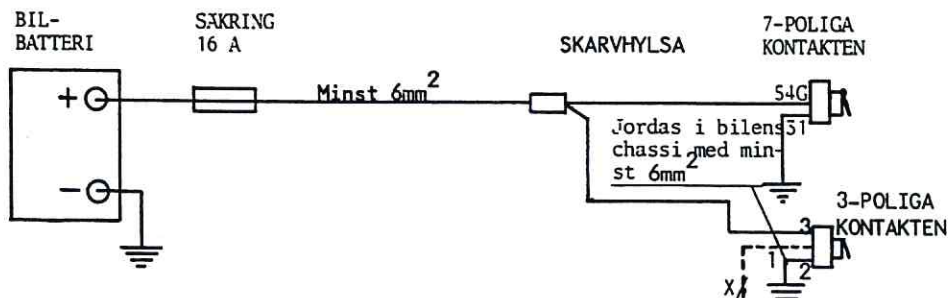 BIL-
BATTERI
SÄKRING
16 A
SKARVHYLSA
7-POLIGA
KONTAKTEN
+
Minst 6mm²
54G
Jordas i bilens
31
chassi med min-
st 6mm²
-
3-POLIGA
KONTAKTEN
3
1
2
X